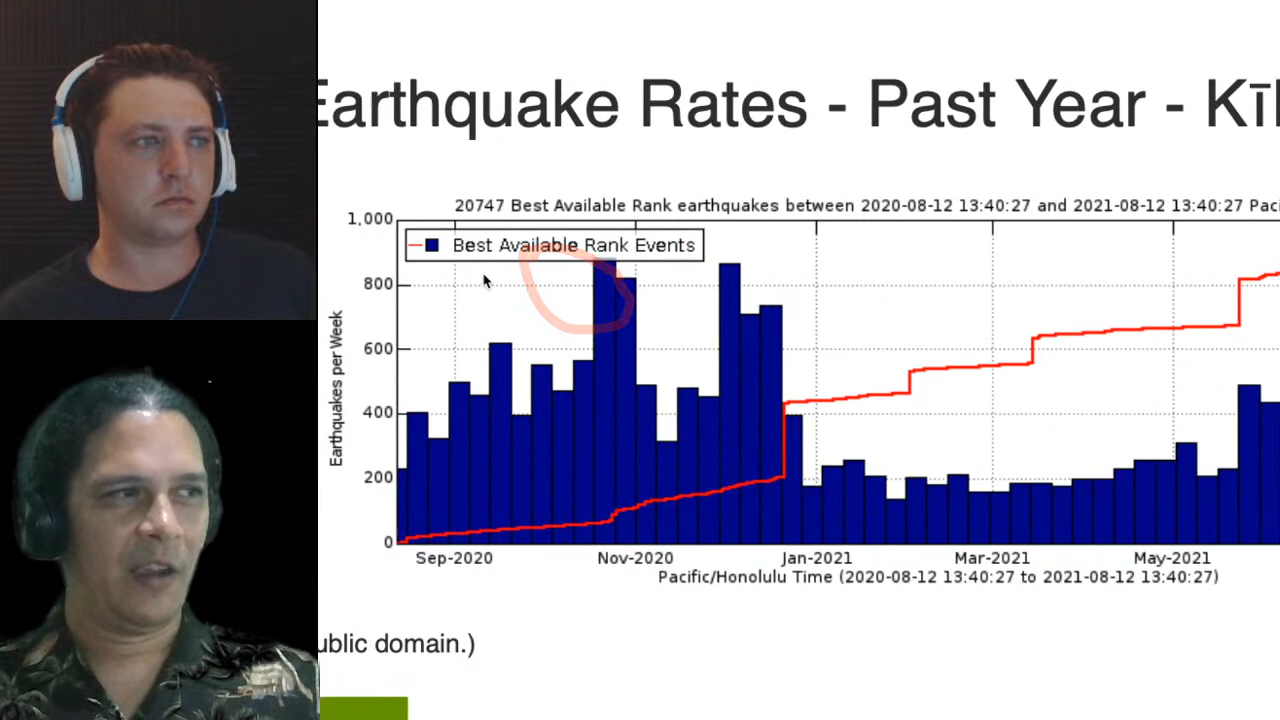 Earthquake Rates - Past Year - Kī
20747 Best Available Rank earthquakes between 2020-08-12 13:40:27 and 2021-08-12 13:40:27 Paci
1,000
Best Available Rank Events
800
600
400
200
0
Earthquakes per Week
Sep-2020 Nov-2020 Jan-2021 Mar-2021 May-2021
Pacific/Honolulu Time (2020-08-12 13:40:27 to 2021-08-12 13:40:27)
ublic domain.)